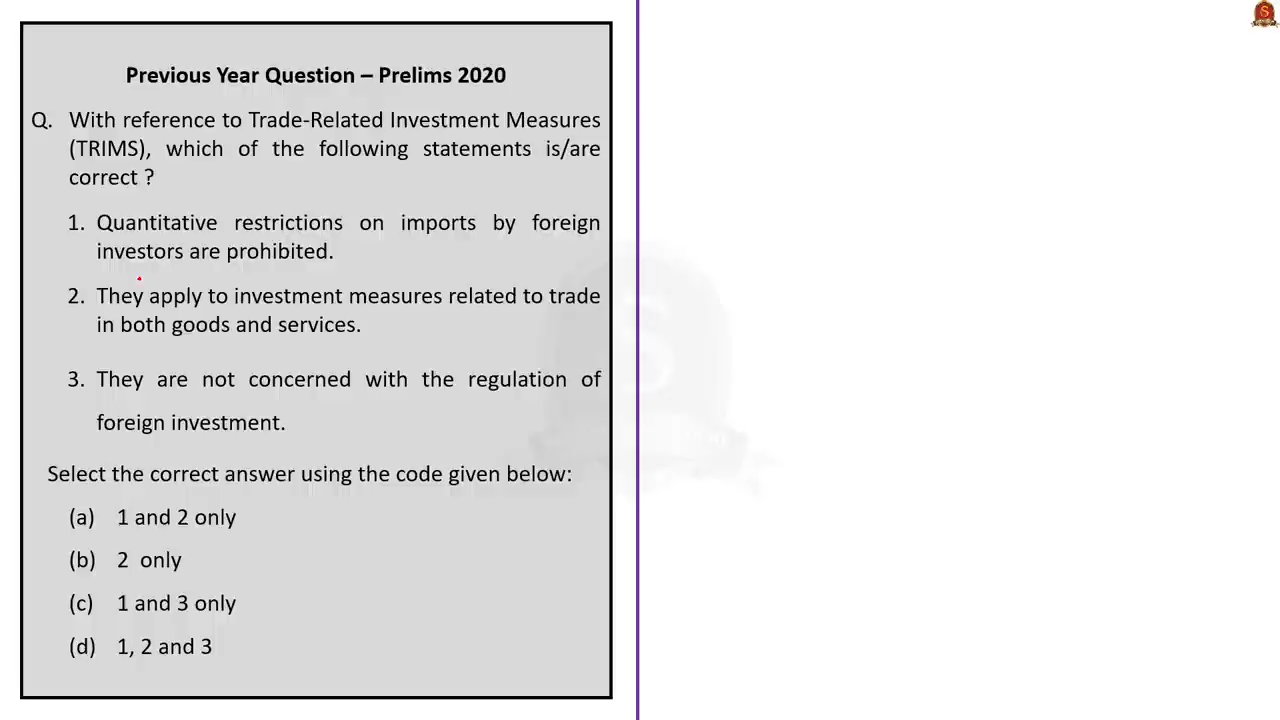 Previous Year Question – Prelims 2020
Q. With reference to Trade-Related Investment Measures
(TRIMS), which of the following statements is/are
correct ?
1. Quantitative restrictions on imports by foreign
investors are prohibited.
2. They apply to investment measures related to trade
in both goods and services.
3. They are not concerned with the regulation of
foreign investment.
Select the correct answer using the code given below:
(a) 1 and 2 only
(b) 2 only
(c) 1 and 3 only
(d) 1, 2 and 3